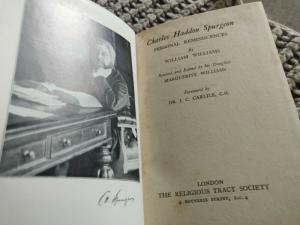 Charles Haddon Spurgeon
PERSONAL REMINISCENCES
By
WILLIAM WILLIAMS
Revised and Edited by his Daughter
MARGUERITE WILLIAMS
Foreword by
DR. J. C. CARLILE, C.H.
LONDON
THE RELIGIOUS TRACT SOCIETY
4 BOUVERIE STREET, E.C.4